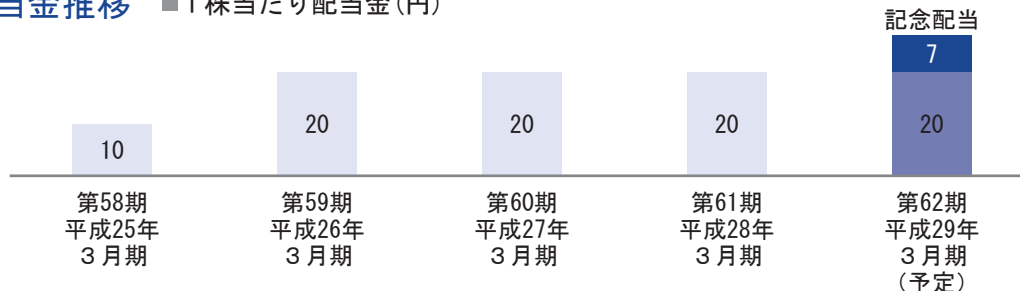 当金推移 ■1株当たり配当金(円)
記念配当
7
10
20
20
20
20
第58期
平成25年
3月期
第59期
平成26年
3月期
第60期
平成27年
3月期
第61期
平成28年
3月期
第62期
平成29年
3月期
(予定)